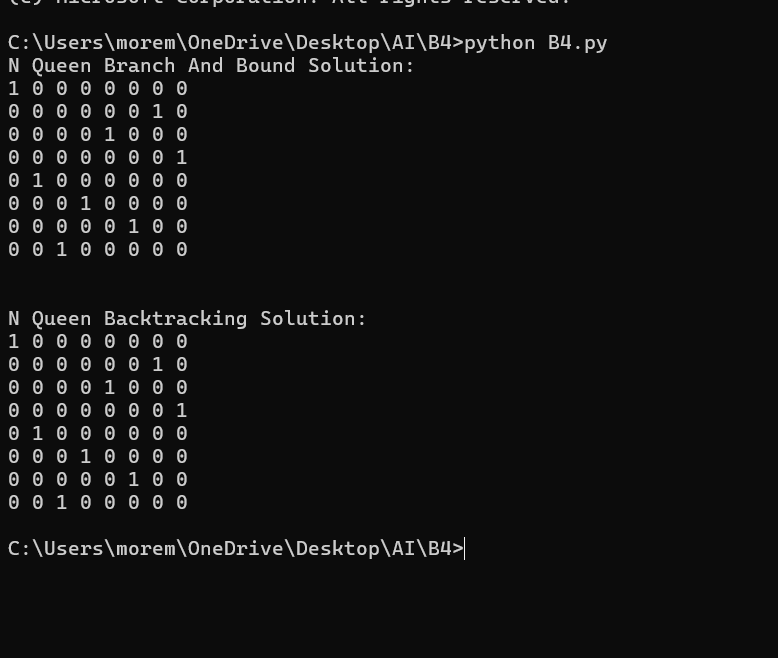 C:\Users\morem\OneDrive\Desktop\AI\B4>python B4.py
N Queen Branch And Bound Solution:
1 0 0 0 0 0 0 0
0 0 0 0 0 0 1 0
0 0 0 0 1 0 0 0
0 0 0 0 0 0 0 1
0 1 0 0 0 0 0 0
0 0 0 1 0 0 0 0
0 0 0 0 0 1 0 0
0 0 1 0 0 0 0 0
N Queen Backtracking Solution:
1 0 0 0 0 0 0 0
0 0 0 0 0 0 1 0
0 0 0 0 1 0 0 0
0 0 0 0 0 0 0 1
0 1 0 0 0 0 0 0
0 0 0 1 0 0 0 0
0 0 0 0 0 1 0 0
0 0 1 0 0 0 0 0
C:\Users\morem\OneDrive\Desktop\AI\B4>